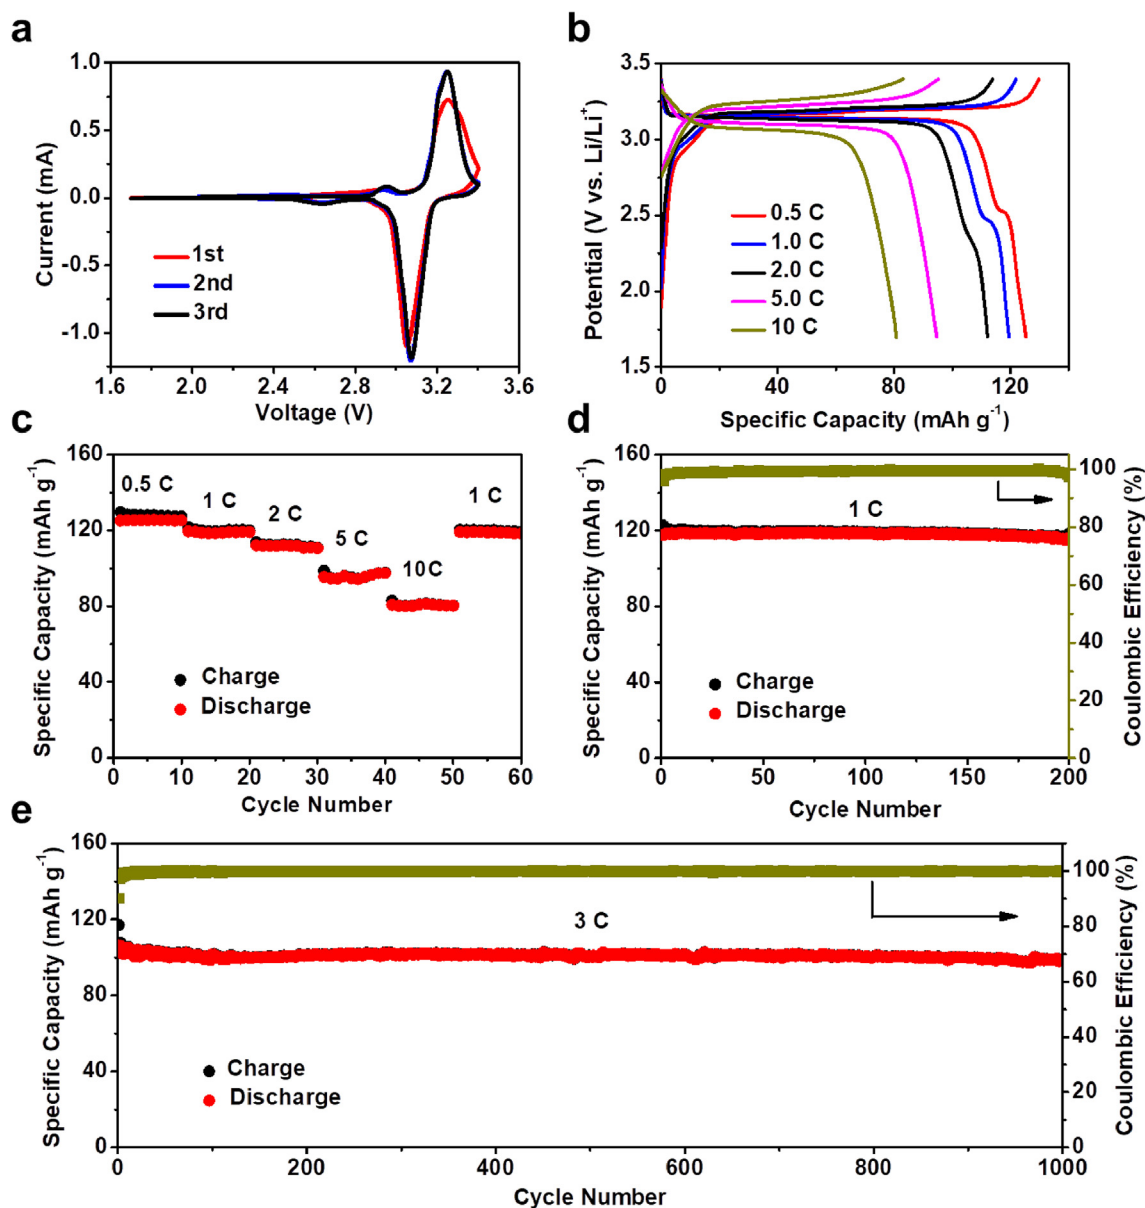 a
1.0
0.5
0.0
-0.5
-1.0
Current (mA)
1st
2nd
3rd
1.6 2.0 2.4 2.8 3.2 3.6
Voltage (V)
b
3.5
3.0
2.5
2.0
1.5
Potential (V vs. Li/Li⁺)
0.5 C
1.0 C
2.0 C
5.0 C
10 C
0 40 80 120
Specific Capacity (mAh g⁻¹)
c
160
120
80
40
0
Specific Capacity (mAh g⁻¹)
0.5 C
1 C
2 C
5 C
10 C
1 C
Charge
Discharge
0 10 20 30 40 50 60
Cycle Number
d
160
120
80
40
0
Specific Capacity (mAh g⁻¹)
1 C
Charge
Discharge
100
80
60
40
20
0
Coulombic Efficiency (%)
0 50 100 150 200
Cycle Number
e
160
120
80
40
0
Specific Capacity (mAh g⁻¹)
3 C
Charge
Discharge
100
80
60
40
20
0
Coulombic Efficiency (%)
0 200 400 600 800 1000
Cycle Number